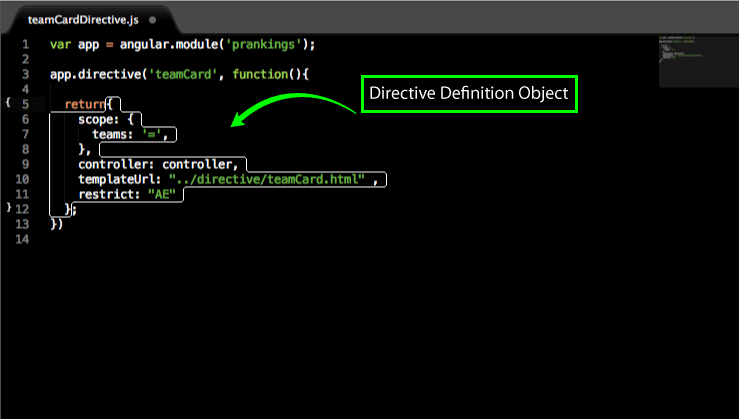 teamCardDirective.js
1 var app = angular.module('prankings');
2
3 app.directive('teamCard', function(){
4
{ 5 return{
6 scope: {
7 teams: '=',
8 },
9 controller: controller,
10 templateUrl: "../directive/teamCard.html" ,
11 restrict: "AE"
} 12 };
13 })
14
Directive Definition Object